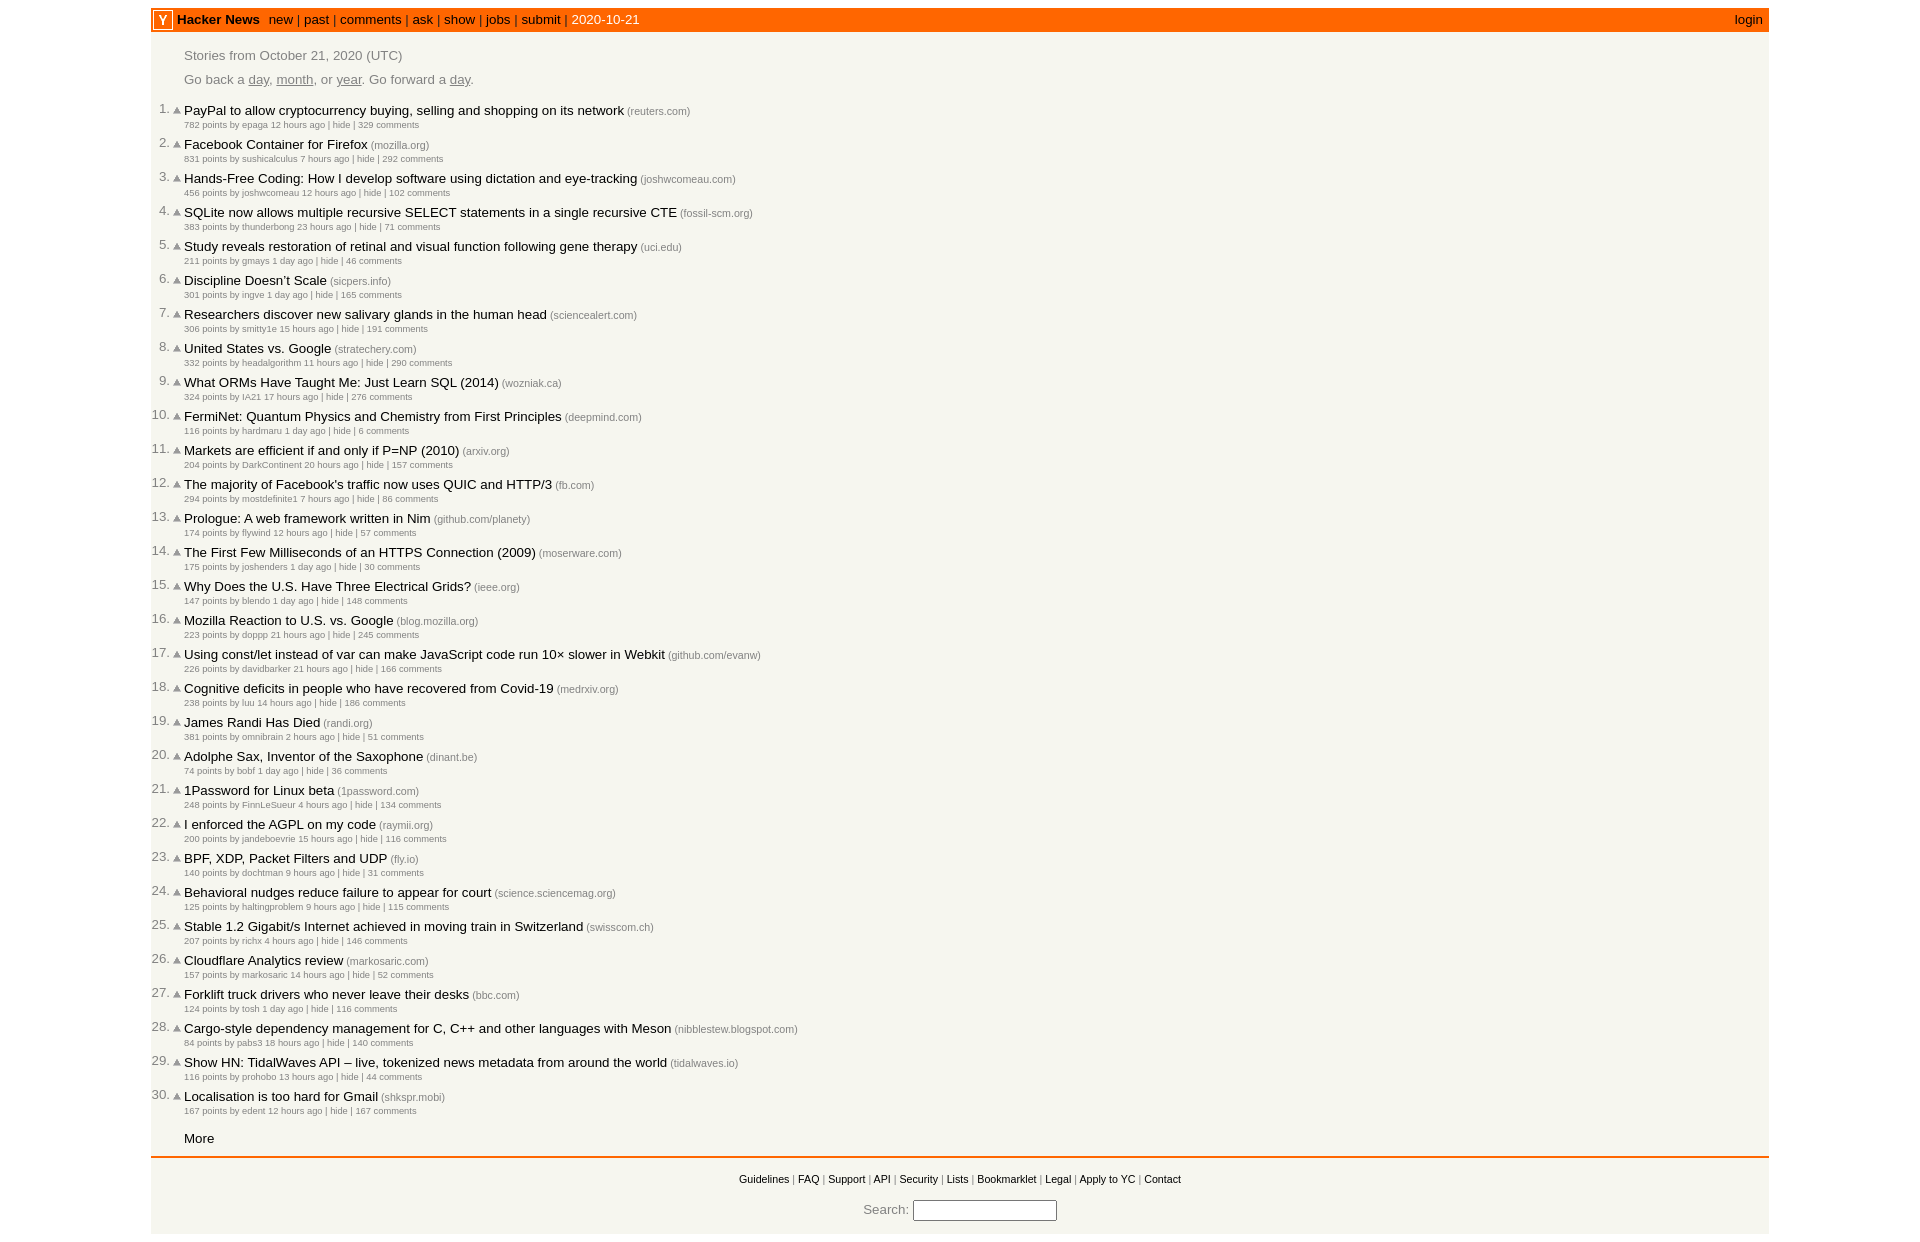 Y Hacker News new | past | comments | ask | show | jobs | submit | 2020-10-21 login
Stories from October 21, 2020 (UTC)
Go back a day, month, or year. Go forward a day.
1. PayPal to allow cryptocurrency buying, selling and shopping on its network (reuters.com)
782 points by epaga 12 hours ago | hide | 329 comments
2. Facebook Container for Firefox (mozilla.org)
831 points by sushicalculus 7 hours ago | hide | 292 comments
3. Hands-Free Coding: How I develop software using dictation and eye-tracking (joshwcomeau.com)
456 points by joshwcomeau 12 hours ago | hide | 102 comments
4. SQLite now allows multiple recursive SELECT statements in a single recursive CTE (fossil-scm.org)
383 points by thunderbong 23 hours ago | hide | 71 comments
5. Study reveals restoration of retinal and visual function following gene therapy (uci.edu)
211 points by gmays 1 day ago | hide | 46 comments
6. Discipline Doesn’t Scale (sicpers.info)
301 points by ingve 1 day ago | hide | 165 comments
7. Researchers discover new salivary glands in the human head (sciencealert.com)
306 points by smitty1e 15 hours ago | hide | 191 comments
8. United States vs. Google (stratechery.com)
332 points by headalgorithm 11 hours ago | hide | 290 comments
9. What ORMs Have Taught Me: Just Learn SQL (2014) (wozniak.ca)
324 points by IA21 17 hours ago | hide | 276 comments
10. FermiNet: Quantum Physics and Chemistry from First Principles (deepmind.com)
116 points by hardmaru 1 day ago | hide | 6 comments
11. Markets are efficient if and only if P=NP (2010) (arxiv.org)
204 points by DarkContinent 20 hours ago | hide | 157 comments
12. The majority of Facebook's traffic now uses QUIC and HTTP/3 (fb.com)
294 points by mostdefinite1 7 hours ago | hide | 86 comments
13. Prologue: A web framework written in Nim (github.com/planety)
174 points by flywind 12 hours ago | hide | 57 comments
14. The First Few Milliseconds of an HTTPS Connection (2009) (moserware.com)
175 points by joshenders 1 day ago | hide | 30 comments
15. Why Does the U.S. Have Three Electrical Grids? (ieee.org)
147 points by blendo 1 day ago | hide | 148 comments
16. Mozilla Reaction to U.S. vs. Google (blog.mozilla.org)
223 points by doppp 21 hours ago | hide | 245 comments
17. Using const/let instead of var can make JavaScript code run 10× slower in Webkit (github.com/evanw)
226 points by davidbarker 21 hours ago | hide | 166 comments
18. Cognitive deficits in people who have recovered from Covid-19 (medrxiv.org)
238 points by luu 14 hours ago | hide | 186 comments
19. James Randi Has Died (randi.org)
381 points by omnibrain 2 hours ago | hide | 51 comments
20. Adolphe Sax, Inventor of the Saxophone (dinant.be)
74 points by bobf 1 day ago | hide | 36 comments
21. 1Password for Linux beta (1password.com)
248 points by FinnLeSueur 4 hours ago | hide | 134 comments
22. I enforced the AGPL on my code (raymii.org)
200 points by jandeboevrie 15 hours ago | hide | 116 comments
23. BPF, XDP, Packet Filters and UDP (fly.io)
140 points by dochtman 9 hours ago | hide | 31 comments
24. Behavioral nudges reduce failure to appear for court (science.sciencemag.org)
125 points by haltingproblem 9 hours ago | hide | 115 comments
25. Stable 1.2 Gigabit/s Internet achieved in moving train in Switzerland (swisscom.ch)
207 points by richx 4 hours ago | hide | 146 comments
26. Cloudflare Analytics review (markosaric.com)
157 points by markosaric 14 hours ago | hide | 52 comments
27. Forklift truck drivers who never leave their desks (bbc.com)
124 points by tosh 1 day ago | hide | 116 comments
28. Cargo-style dependency management for C, C++ and other languages with Meson (nibblestew.blogspot.com)
84 points by pabs3 18 hours ago | hide | 140 comments
29. Show HN: TidalWaves API – live, tokenized news metadata from around the world (tidalwaves.io)
116 points by prohobo 13 hours ago | hide | 44 comments
30. Localisation is too hard for Gmail (shkspr.mobi)
167 points by edent 12 hours ago | hide | 167 comments
More
Guidelines | FAQ | Support | API | Security | Lists | Bookmarklet | Legal | Apply to YC | Contact
Search: